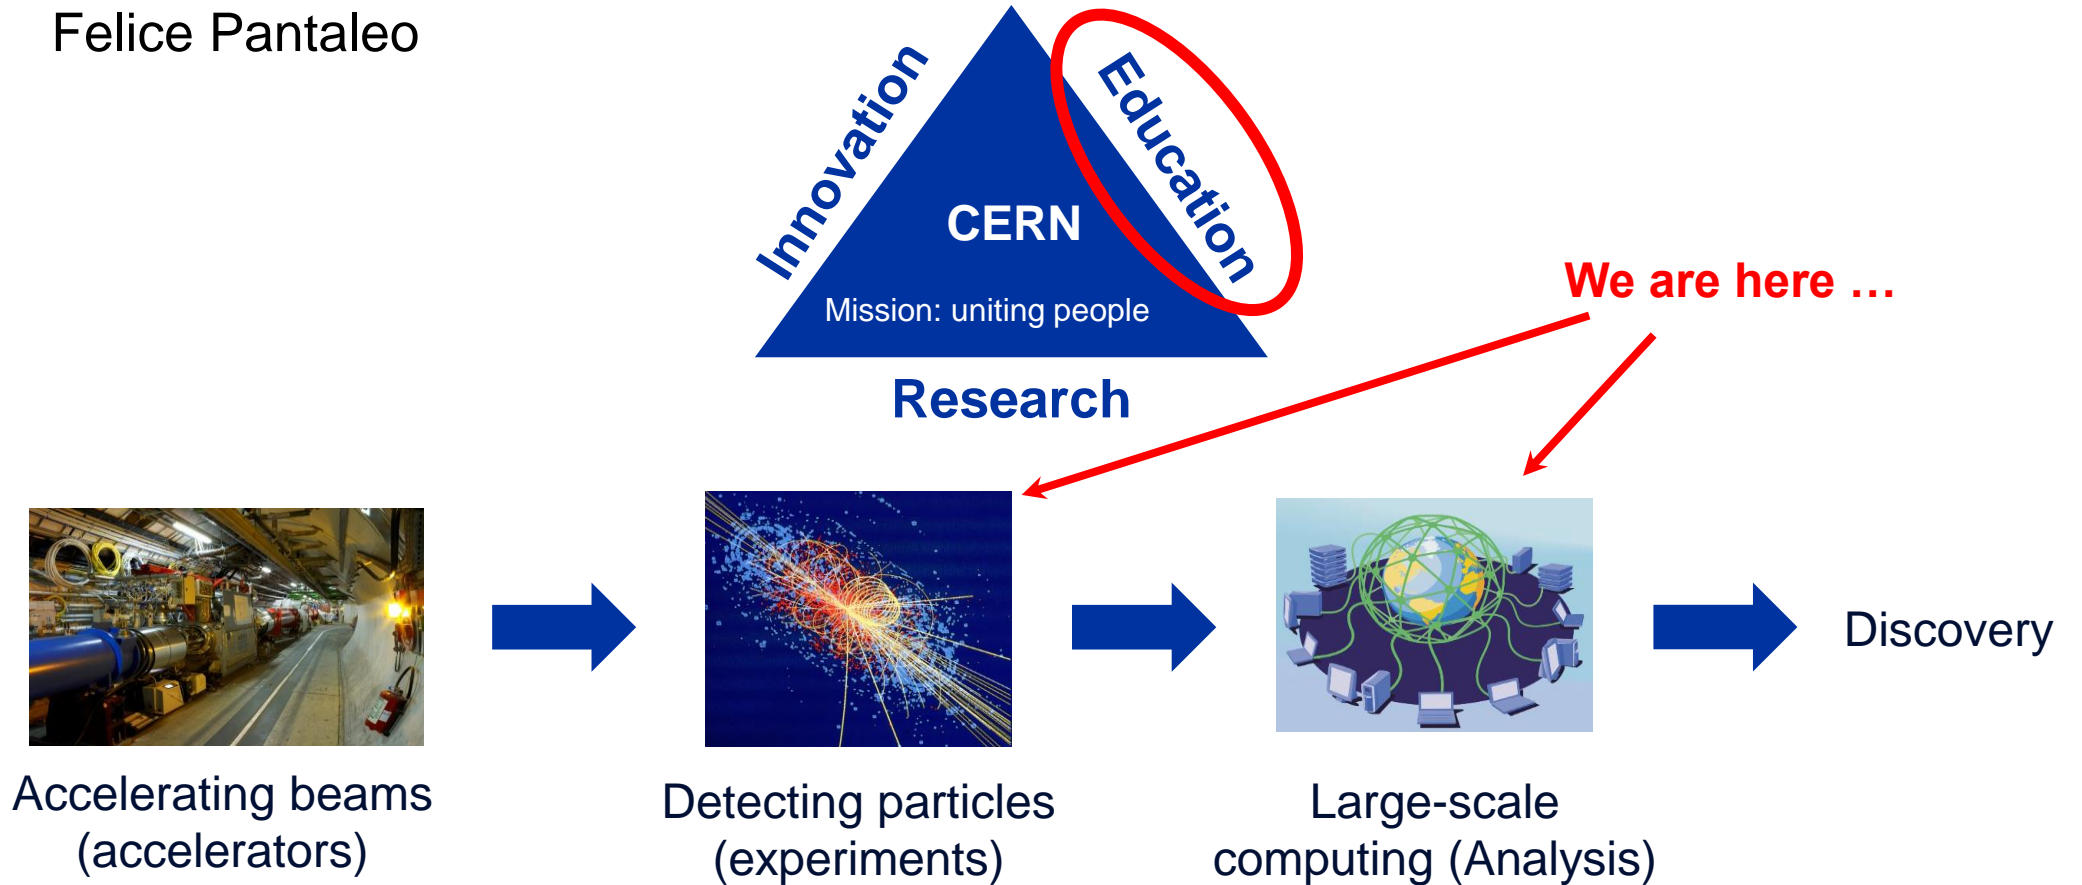 Felice Pantaleo
Innovation
Education
CERN
Mission: uniting people
Research
We are here …
Discovery
Accelerating beams
(accelerators)
Detecting particles
(experiments)
Large-scale
computing (Analysis)